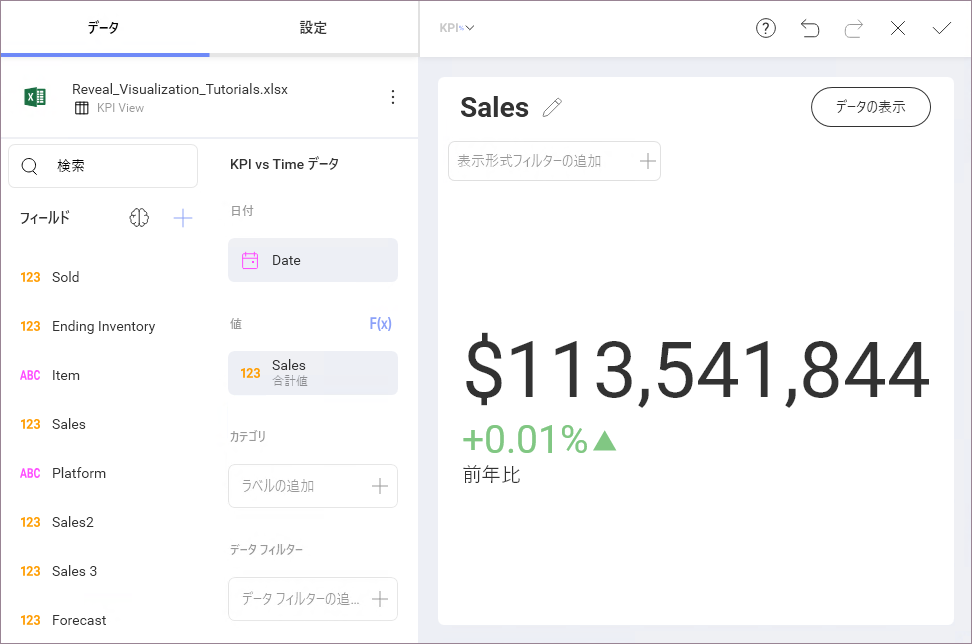 データ
設定
KPI
Reveal_Visualization_Tutorials.xlsx
KPI View
検索
フィールド
123 Sold
123 Ending Inventory
ABC Item
123 Sales
ABC Platform
123 Sales2
123 Sales 3
123 Forecast
KPI vs Time データ
日付
Date
値
F(x)
123 Sales
合計値
カテゴリ
ラベルの追加
データ フィルター
データ フィルターの追...
Sales
データの表示
表示形式フィルターの追加
$113,541,844
+0.01%▲
前年比